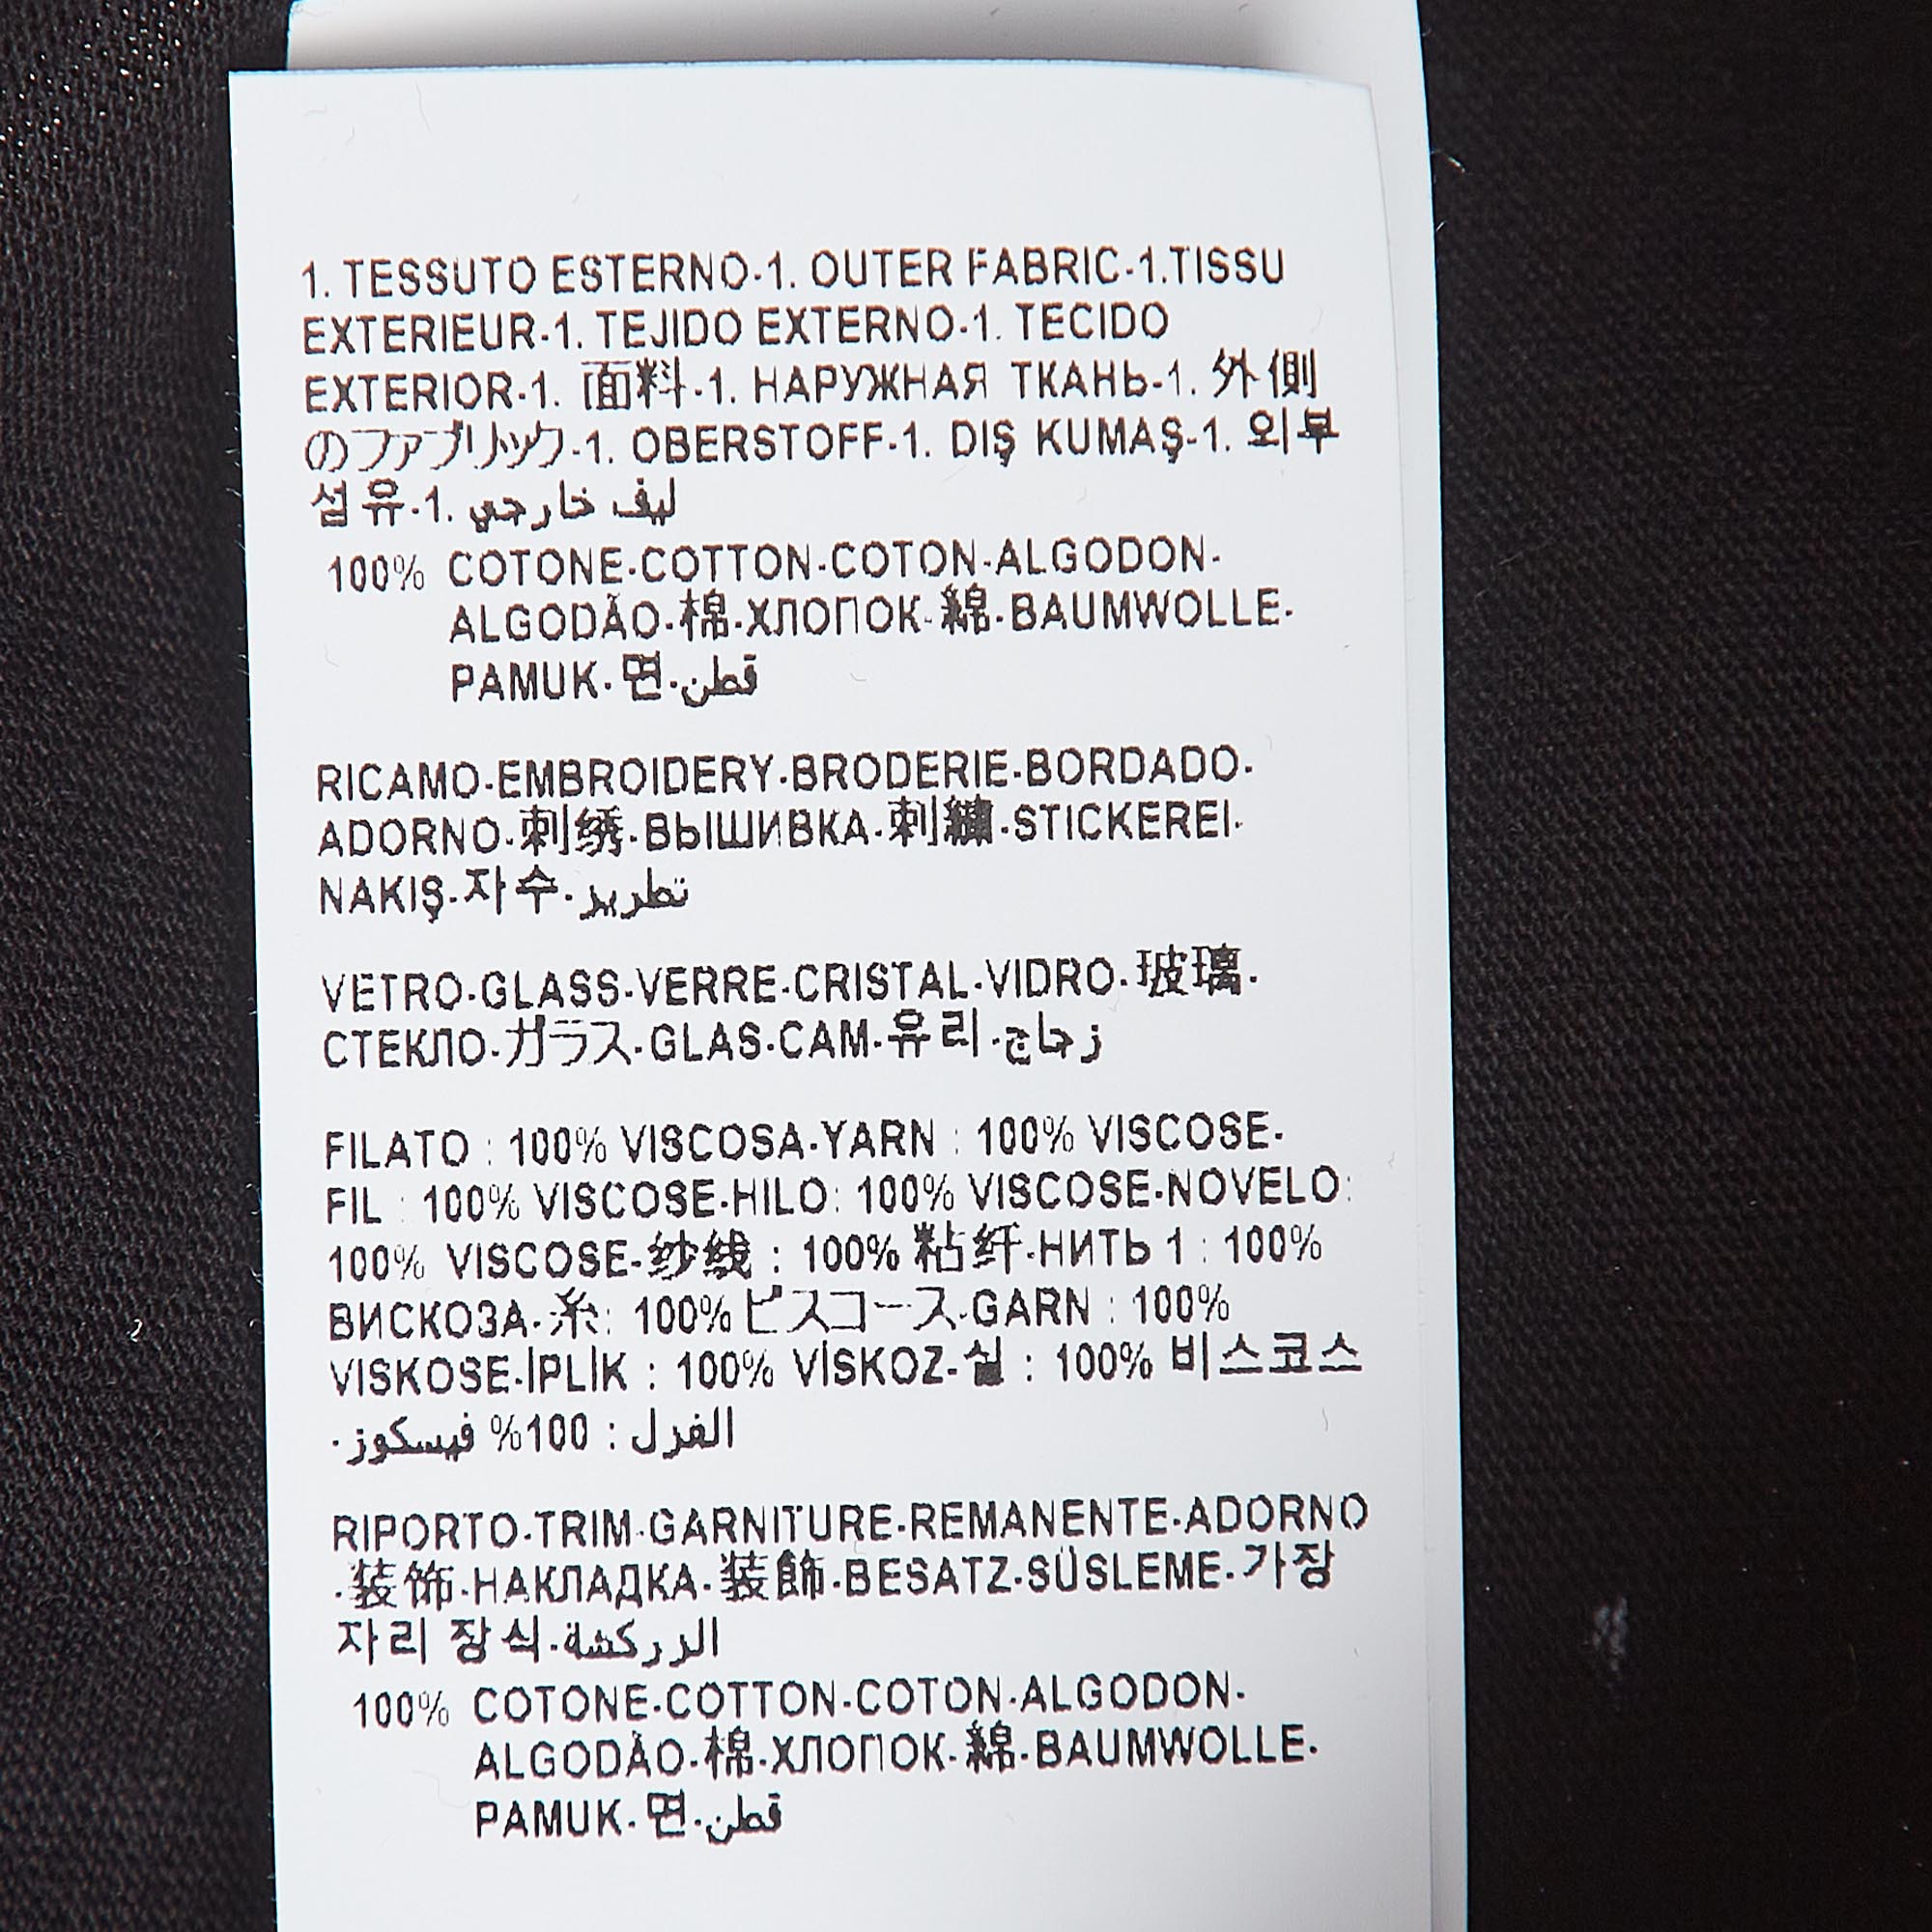 1. TESSUTO ESTERNO-1. OUTER FABRIC-1.TISSU
EXTERIEUR-1. TEJIDO EXTERNO-1. TECIDO
EXTERIOR-1. 面料-1. НАРУЖНАЯ ТКАНЬ-1. 外側
のファブリック-1. OBERSTOFF-1. DIŞ KUMAŞ-1. 외부
섬유-1. ليف خارجي
100% COTONE-COTTON-COTON-ALGODON-
ALGODÃO-棉-ХЛОПОК-綿-BAUMWOLLE-
PAMUK-면-قطن
RICAMO-EMBROIDERY-BRODERIE-BORDADO-
ADORNO-刺绣-ВЫШИВКА-刺繍-STICKEREI-
NAKIŞ-자수-تطريز
VETRO-GLASS-VERRE-CRISTAL-VIDRO-玻璃-
СТЕКЛО-ガラス-GLAS-CAM-유리-زجاج
FILATO : 100% VISCOSA-YARN : 100% VISCOSE-
FIL : 100% VISCOSE-HILO: 100% VISCOSE-NOVELO:
100% VISCOSE-纱线 : 100% 粘纤-НИТЬ 1 : 100%
ВИСКОЗА-糸: 100% ビスコース-GARN : 100%
VISKOSE-İPLİK : 100% VİSKOZ-실 : 100% 비스코스
الغزل : 100% فيسكوز-
RIPORTO-TRIM-GARNITURE-REMANENTE-ADORNO
-装饰-НАКЛАДКА-装飾-BESATZ-SÜSLEME-가장
자리 장식-الزركشة
100% COTONE-COTTON-COTON-ALGODON-
ALGODÃO-棉-ХЛОПОК-綿-BAUMWOLLE-
PAMUK-면-قطن